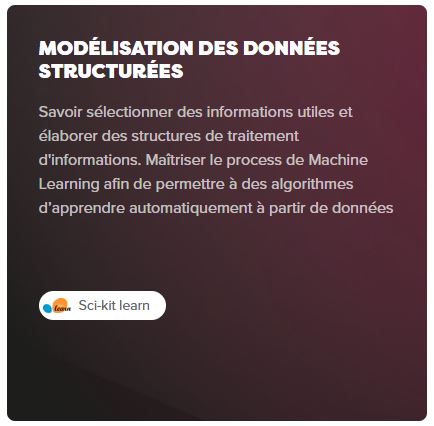 MODÉLISATION DES DONNÉES
STRUCTURÉES
Savoir sélectionner des informations utiles et
élaborer des structures de traitement
d'informations. Maîtriser le process de Machine
Learning afin de permettre à des algorithmes
d'apprendre automatiquement à partir de données
learn Sci-kit learn